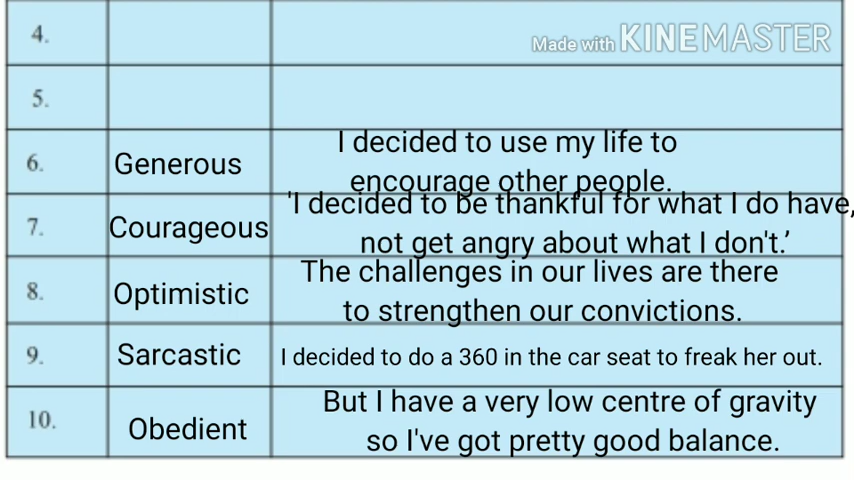 4.
Made with KINEMASTER
5.
6.
Generous
I decided to use my life to
encourage other people.
7.
Courageous
'I decided to be thankful for what I do have,
not get angry about what I don't.’
8.
Optimistic
The challenges in our lives are there
to strengthen our convictions.
9.
Sarcastic
I decided to do a 360 in the car seat to freak her out.
10.
Obedient
But I have a very low centre of gravity
so I've got pretty good balance.